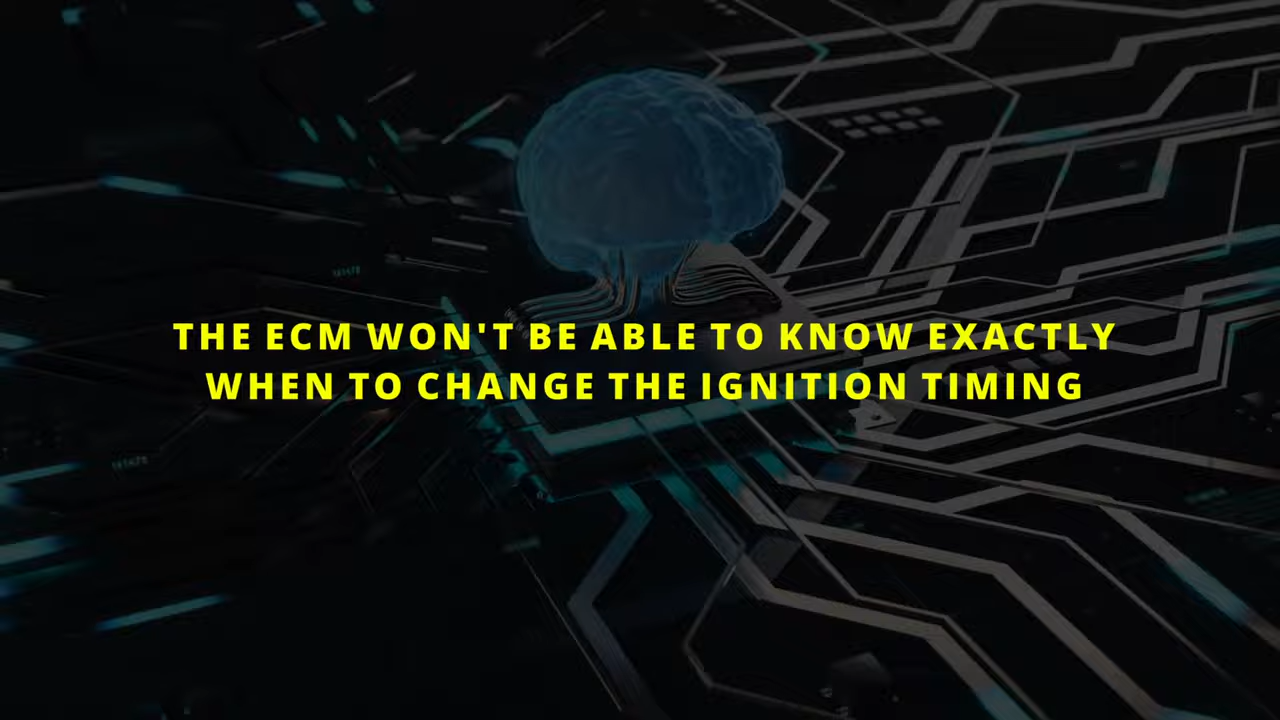 THE ECM WON'T BE ABLE TO KNOW EXACTLY
WHEN TO CHANGE THE IGNITION TIMING